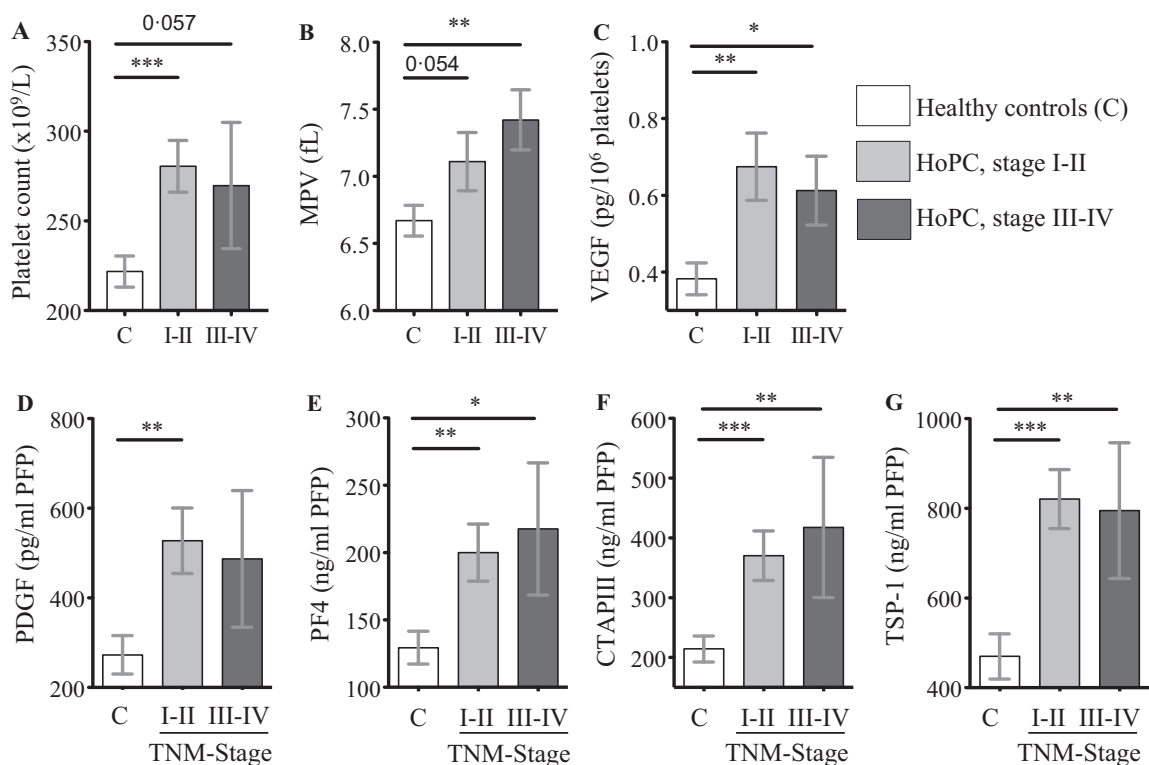 A
Platelet count (x10⁹/L)
350
300
250
200
0·057
***
C I-II III-IV
B
MPV (fL)
8.0
7.5
7.0
6.5
6.0
**
0·054
C I-II III-IV
C
VEGF (pg/10⁶ platelets)
1.0
0.8
0.6
0.4
*
**
C I-II III-IV
Healthy controls (C)
HoPC, stage I-II
HoPC, stage III-IV
D
PDGF (pg/ml PFP)
800
600
400
200
**
C I-II III-IV
TNM-Stage
E
PF4 (ng/ml PFP)
300
250
200
150
100
*
**
C I-II III-IV
TNM-Stage
F
CTAPIII (ng/ml PFP)
600
500
400
300
200
**
***
C I-II III-IV
TNM-Stage
G
TSP-1 (ng/ml PFP)
1000
800
600
400
**
***
C I-II III-IV
TNM-Stage